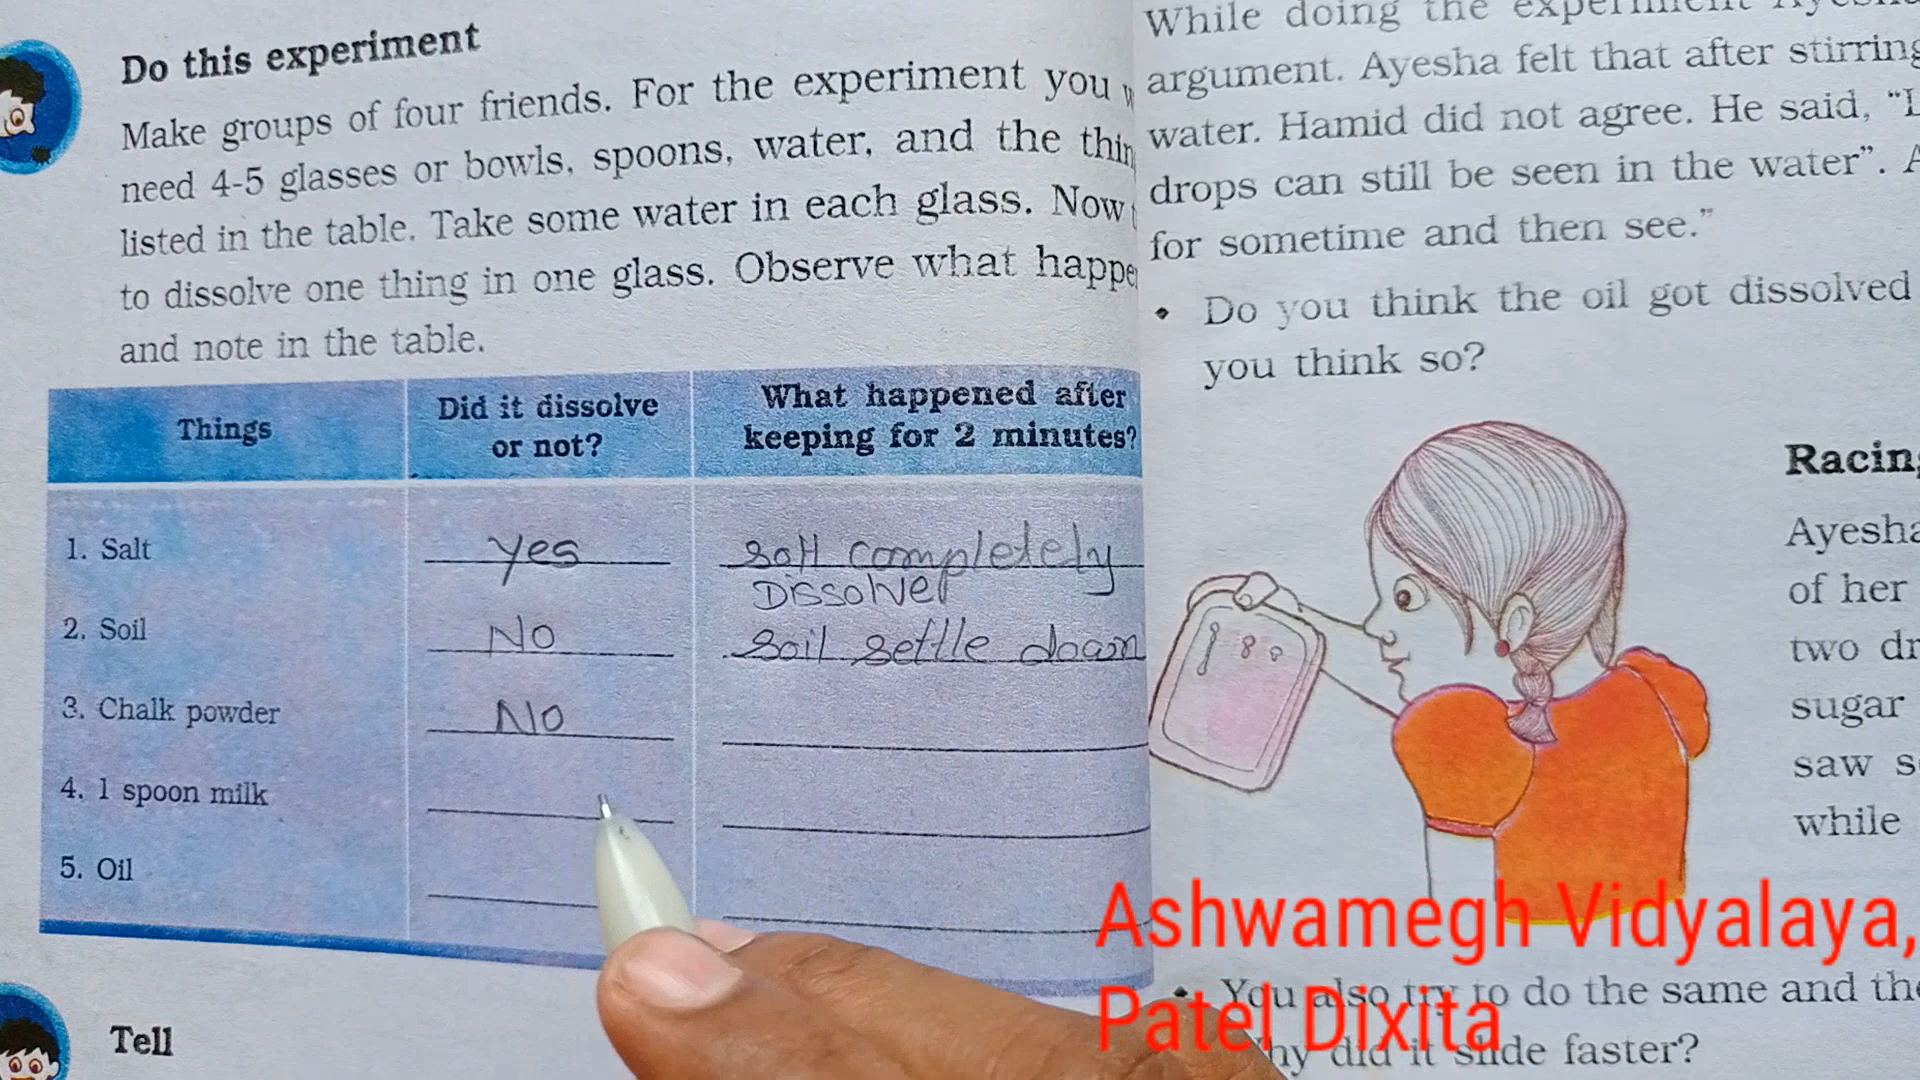 Do this experiment
Make groups of four friends. For the experiment you
need 4-5 glasses or bowls, spoons, water, and the
listed in the table. Take some water in each glass. Now
to dissolve one thing in one glass. Observe what
and note in the table.
Things
Did it dissolve
or not?
What happened after
keeping for 2 minutes?
1. Salt
yes
completely
Dissolved
2. Soil
No
soil settle down
3. Chalk powder
No
4. 1 spoon milk
5. Oil
Tell
While doing the experiment
argument. Ayesha felt that after stirring
water. Hamid did not agree. He said,
drops can still be seen in the water”.
for sometime and then see.”
• Do you think the oil got dissolved
you think so?
Ayesha
of her
two
sugar
saw
while
• You also try to do the same and
did it slide faster?
Ashwamegh Vidyalaya,
Patel Dixita